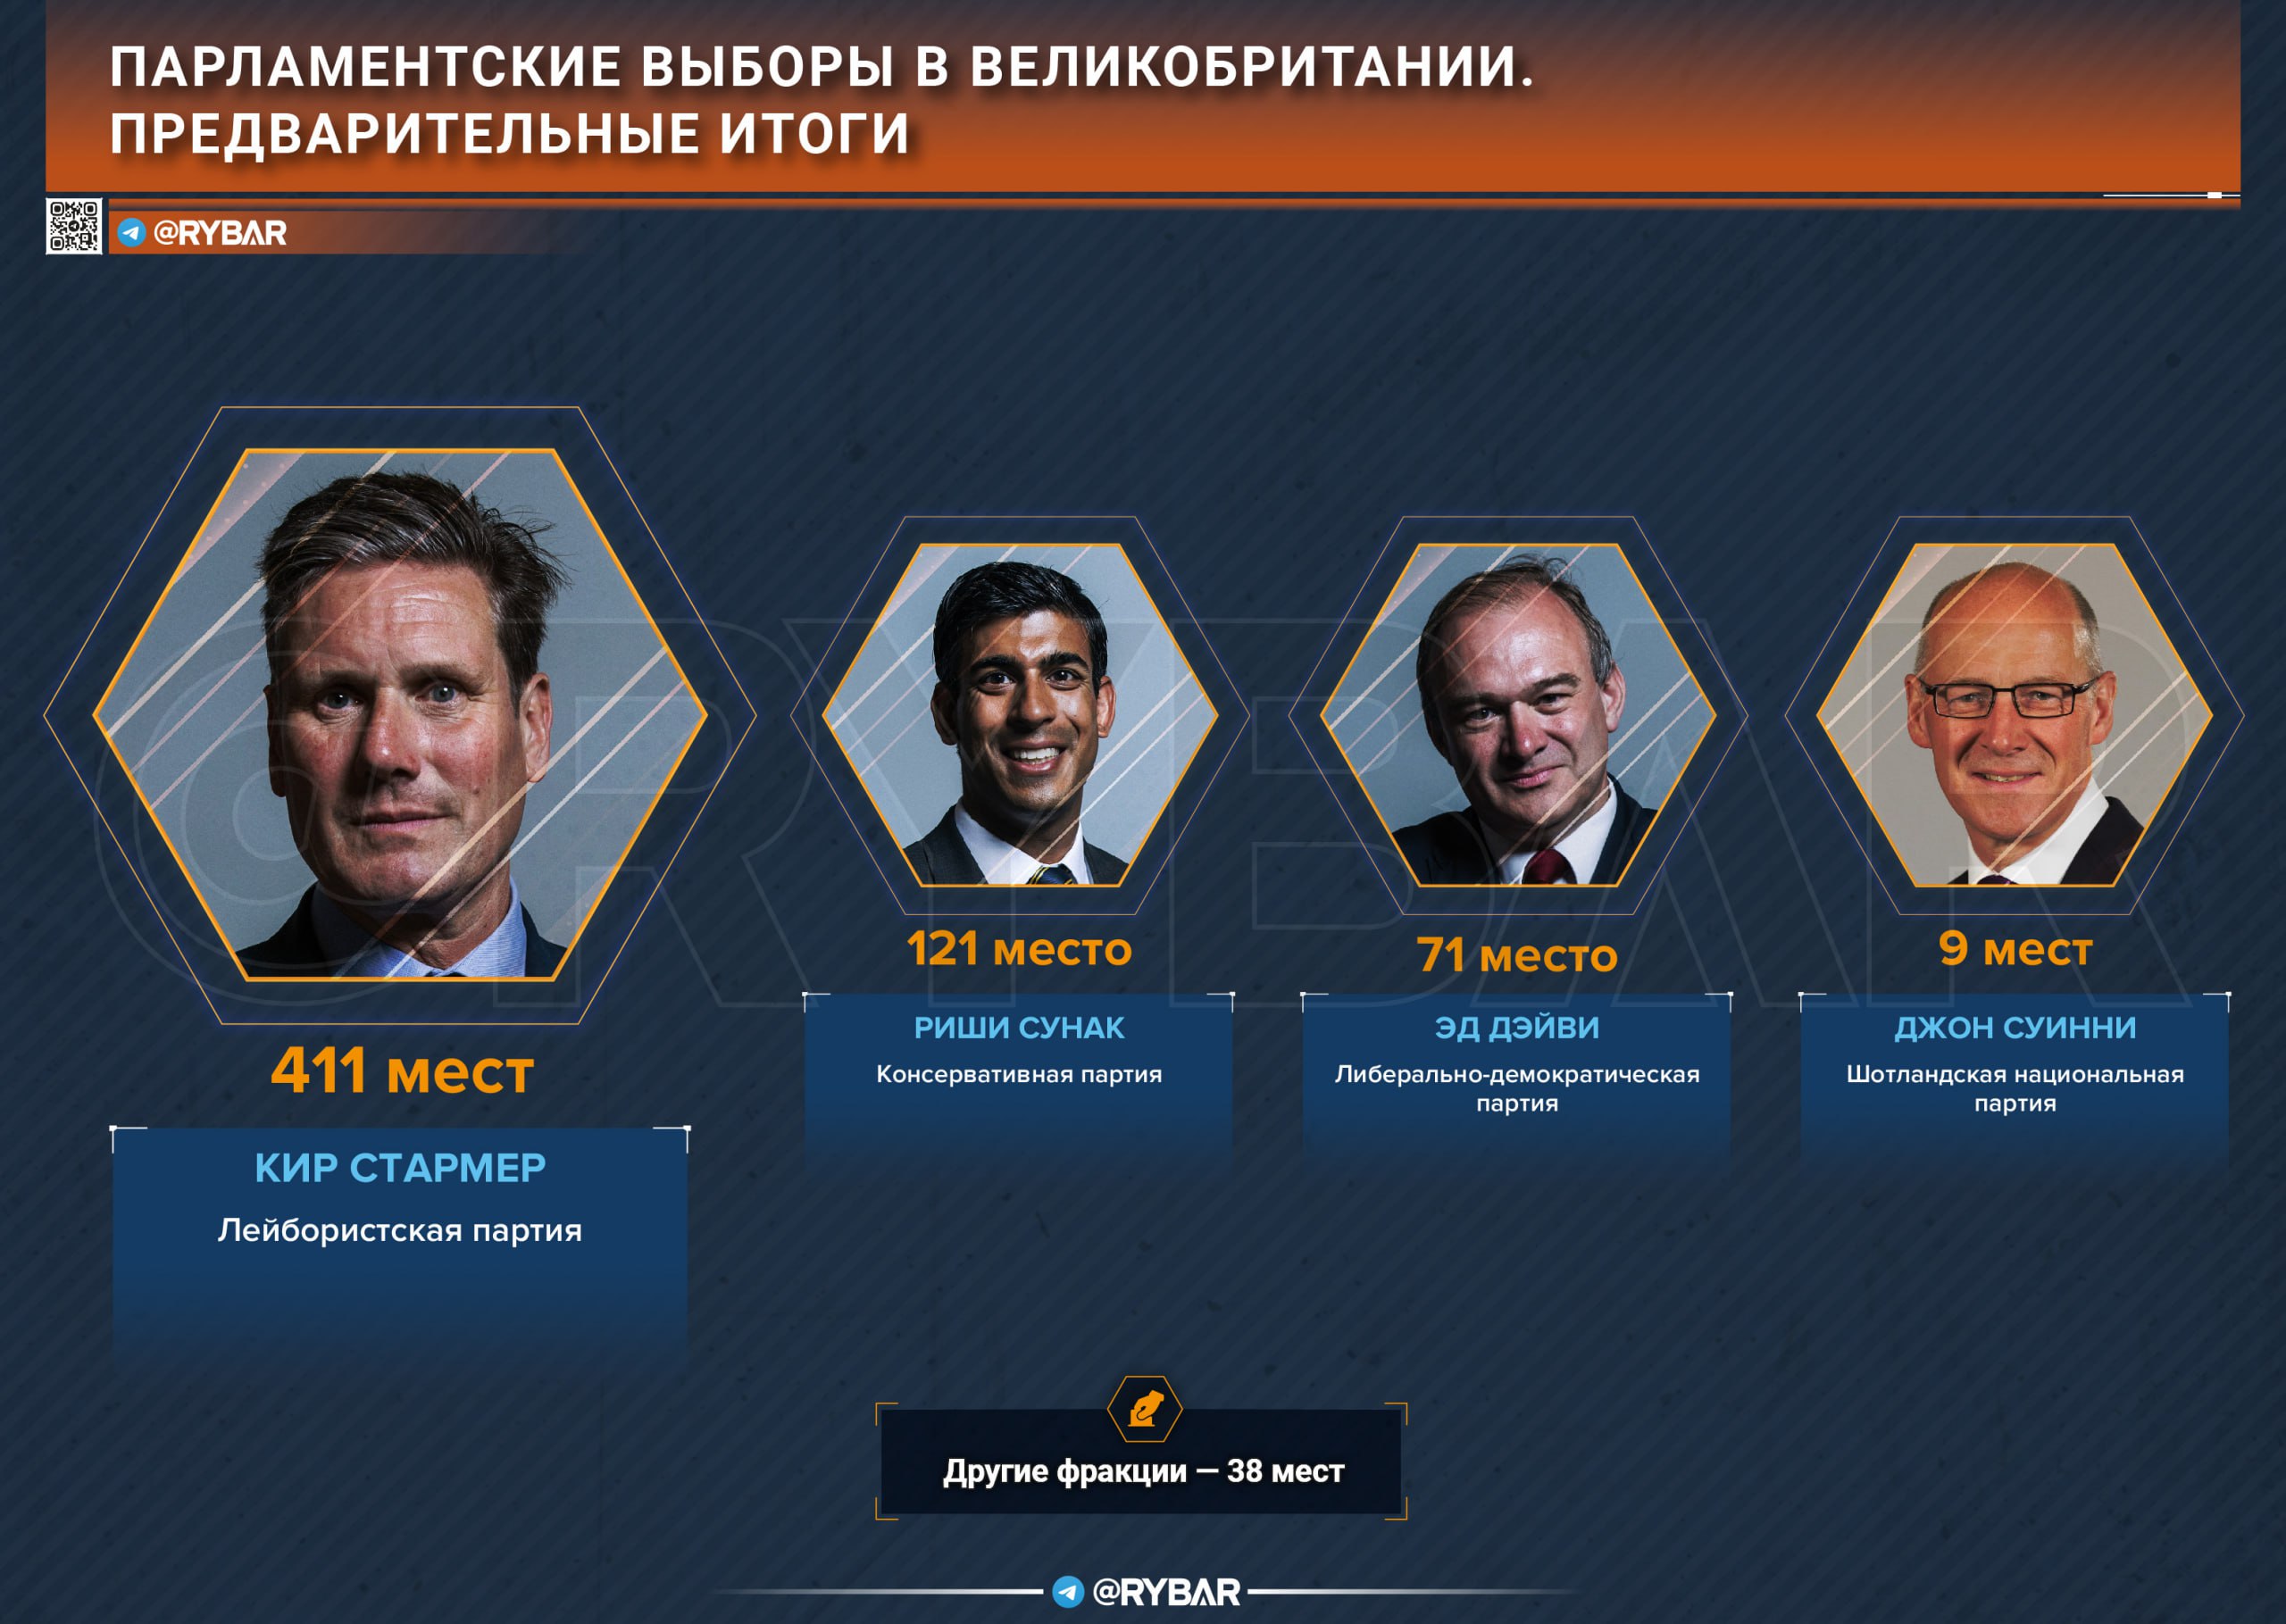 ПАРЛАМЕНТСКИЕ ВЫБОРЫ В ВЕЛИКОБРИТАНИИ.
ПРЕДВАРИТЕЛЬНЫЕ ИТОГИ
@RYBAR
@RYBAR
411 мест
КИР СТАРМЕР
Лейбористская партия
121 место
РИШИ СУНАК
Консервативная партия
71 место
ЭД ДЭЙВИ
Либерально-демократическая
партия
9 мест
ДЖОН СУИННИ
Шотландская национальная
партия
Другие фракции — 38 мест
@RYBAR